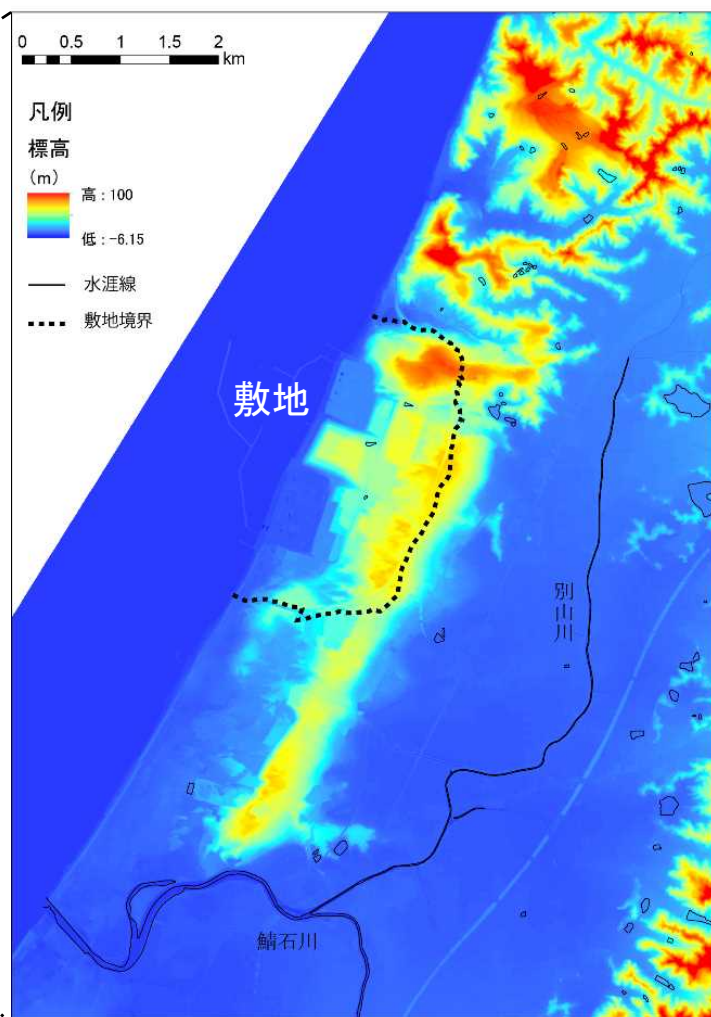 0 0.5 1 1.5 2
km
凡例
標高
(m)
高 : 100
低 : -6.15
水涯線
敷地境界
敷地
別山川
鯖石川